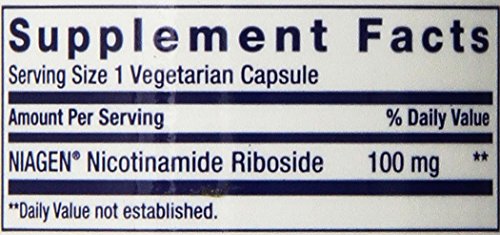 Supplement Facts
Serving Size 1 Vegetarian Capsule
Amount Per Serving % Daily Value
NIAGEN® Nicotinamide Riboside 100 mg **
**Daily Value not established.